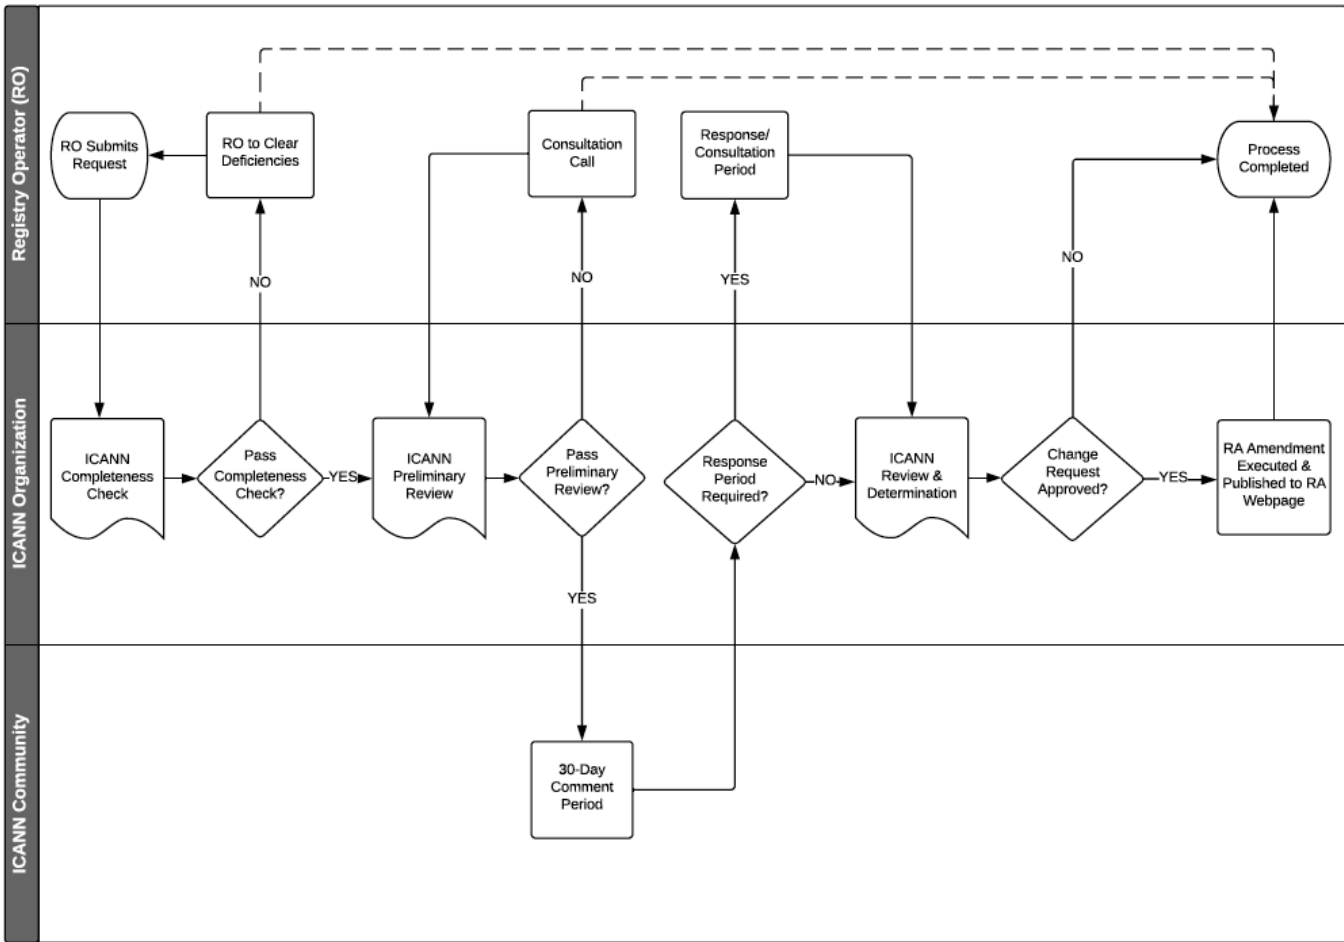 Registry Operator (RO)
RO Submits
Request
RO to Clear
Deficiencies
Consultation
Call
Response/
Consultation
Period
Process
Completed
NO
NO
YES
NO
ICANN Organization
ICANN
Completeness
Check
Pass
Completeness
Check?
YES
ICANN
Preliminary
Review
Pass
Preliminary
Review?
Response
Period
Required?
NO
ICANN
Review &
Determination
Change
Request
Approved?
YES
RA Amendment
Executed &
Published to RA
Webpage
YES
ICANN Community
30-Day
Comment
Period